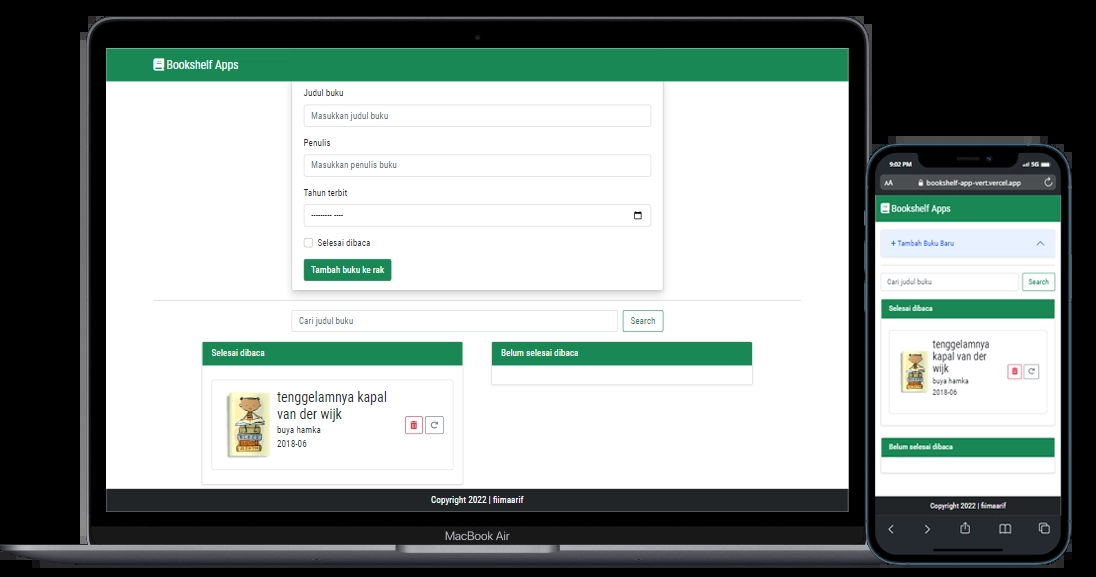 Bookshelf Apps
Judul buku
Masukkan judul buku
Penulis
Masukkan penulis buku
Tahun terbit
--------- ----
Selesai dibaca
Tambah buku ke rak
Cari judul buku
Search
Selesai dibaca
tenggelamnya kapal
van der wijk
buya hamka
2018-06
Belum selesai dibaca
Copyright 2022 | fiimaarif
MacBook Air
9:02 PM
5G
AA
bookshelf-app-vert.vercel.app
Bookshelf Apps
+ Tambah Buku Baru
Cari judul buku
Search
Selesai dibaca
tenggelamnya
kapal van der
wijk
buya hamka
2018-06
Belum selesai dibaca
Copyright 2022 | fiimaarif